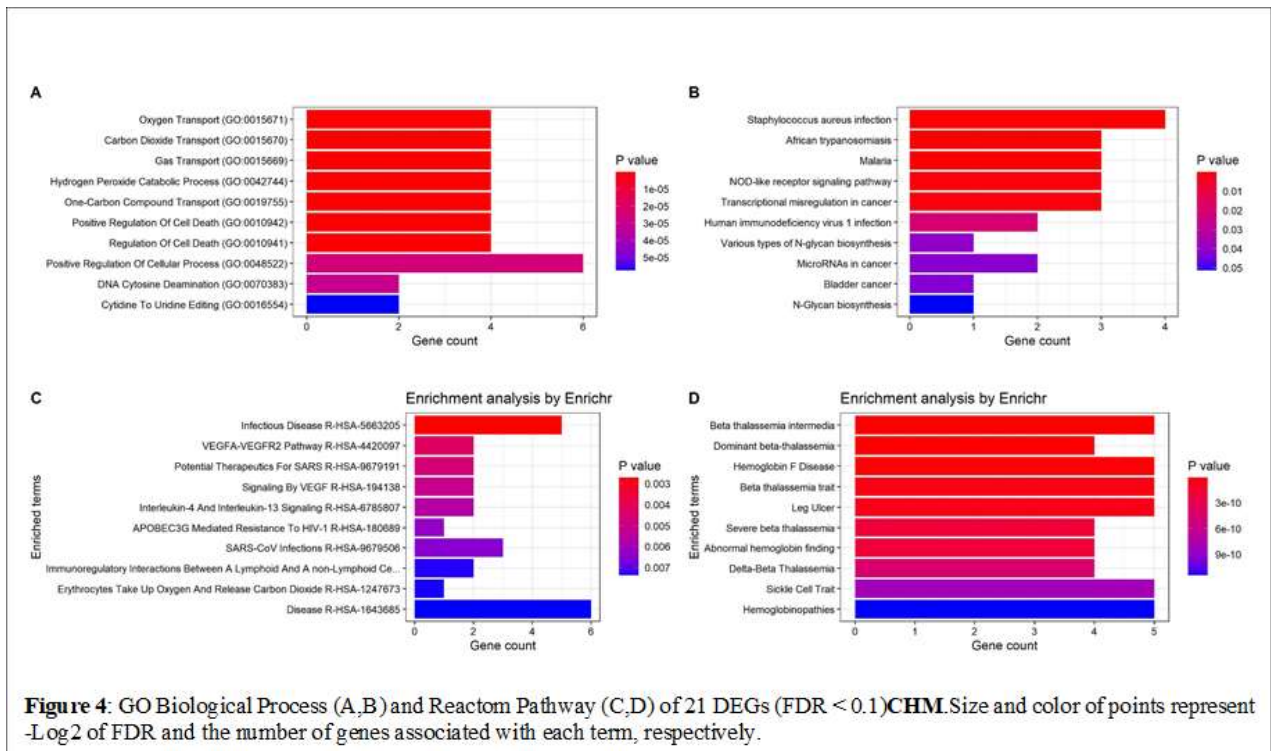 A
Oxygen Transport (GO:0015671)
Carbon Dioxide Transport (GO:0015670)
Gas Transport (GO:0015669)
Hydrogen Peroxide Catabolic Process (GO:0042744)
One-Carbon Compound Transport (GO:0019755)
Positive Regulation Of Cell Death (GO:0010942)
Regulation Of Cell Death (GO:0010941)
Positive Regulation Of Cellular Process (GO:0048522)
DNA Cytosine Deamination (GO:0070383)
Cytidine To Uridine Editing (GO:0016554)
0 2 4 6
Gene count
P value
1e-05
2e-05
3e-05
4e-05
5e-05
B
Staphylococcus aureus infection
African trypanosomiasis
Malaria
NOD-like receptor signaling pathway
Transcriptional misregulation in cancer
Human immunodeficiency virus 1 infection
Various types of N-glycan biosynthesis
MicroRNAs in cancer
Bladder cancer
N-Glycan biosynthesis
0 1 2 3 4
Gene count
P value
0.01
0.02
0.03
0.04
0.05
C
Enrichment analysis by Enrichr
Enriched terms
Infectious Disease R-HSA-5663205
VEGFA-VEGFR2 Pathway R-HSA-4420097
Potential Therapeutics For SARS R-HSA-9679191
Signaling By VEGF R-HSA-194138
Interleukin-4 And Interleukin-13 Signaling R-HSA-6785807
APOBEC3G Mediated Resistance To HIV-1 R-HSA-180689
SARS-CoV Infections R-HSA-9679506
Immunoregulatory Interactions Between A Lymphoid And A non-Lymphoid Ce...
Erythrocytes Take Up Oxygen And Release Carbon Dioxide R-HSA-1247673
Disease R-HSA-1643685
0 2 4 6
Gene count
P value
0.003
0.004
0.005
0.006
0.007
D
Enrichment analysis by Enrichr
Enriched terms
Beta thalassemia intermedia
Dominant beta-thalassemia
Hemoglobin F Disease
Beta thalassemia trait
Leg Ulcer
Severe beta thalassemia
Abnormal hemoglobin finding
Delta-Beta Thalassemia
Sickle Cell Trait
Hemoglobinopathies
0 1 2 3 4 5
Gene count
P value
3e-10
6e-10
9e-10
Figure 4: GO Biological Process (A,B) and Reactom Pathway (C,D) of 21 DEGs (FDR < 0.1)CHM.Size and color of points represent
-Log2 of FDR and the number of genes associated with each term, respectively.